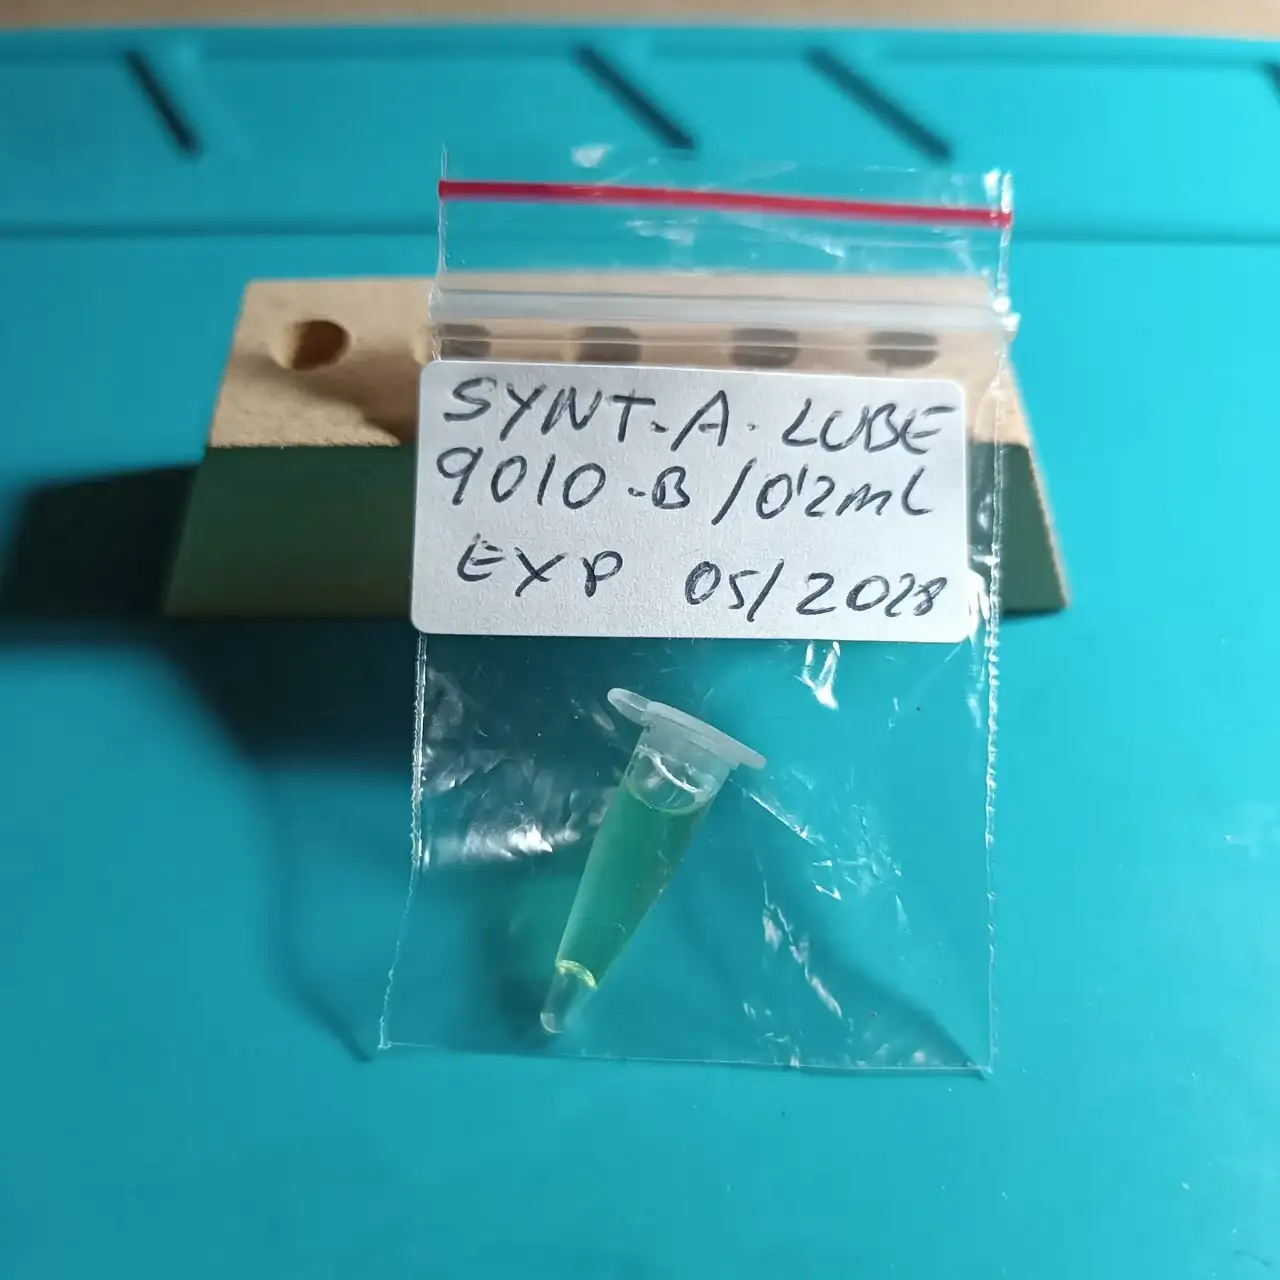 SYNT-A-LUBE
9010-B/0'2ml
EXP 05/2028